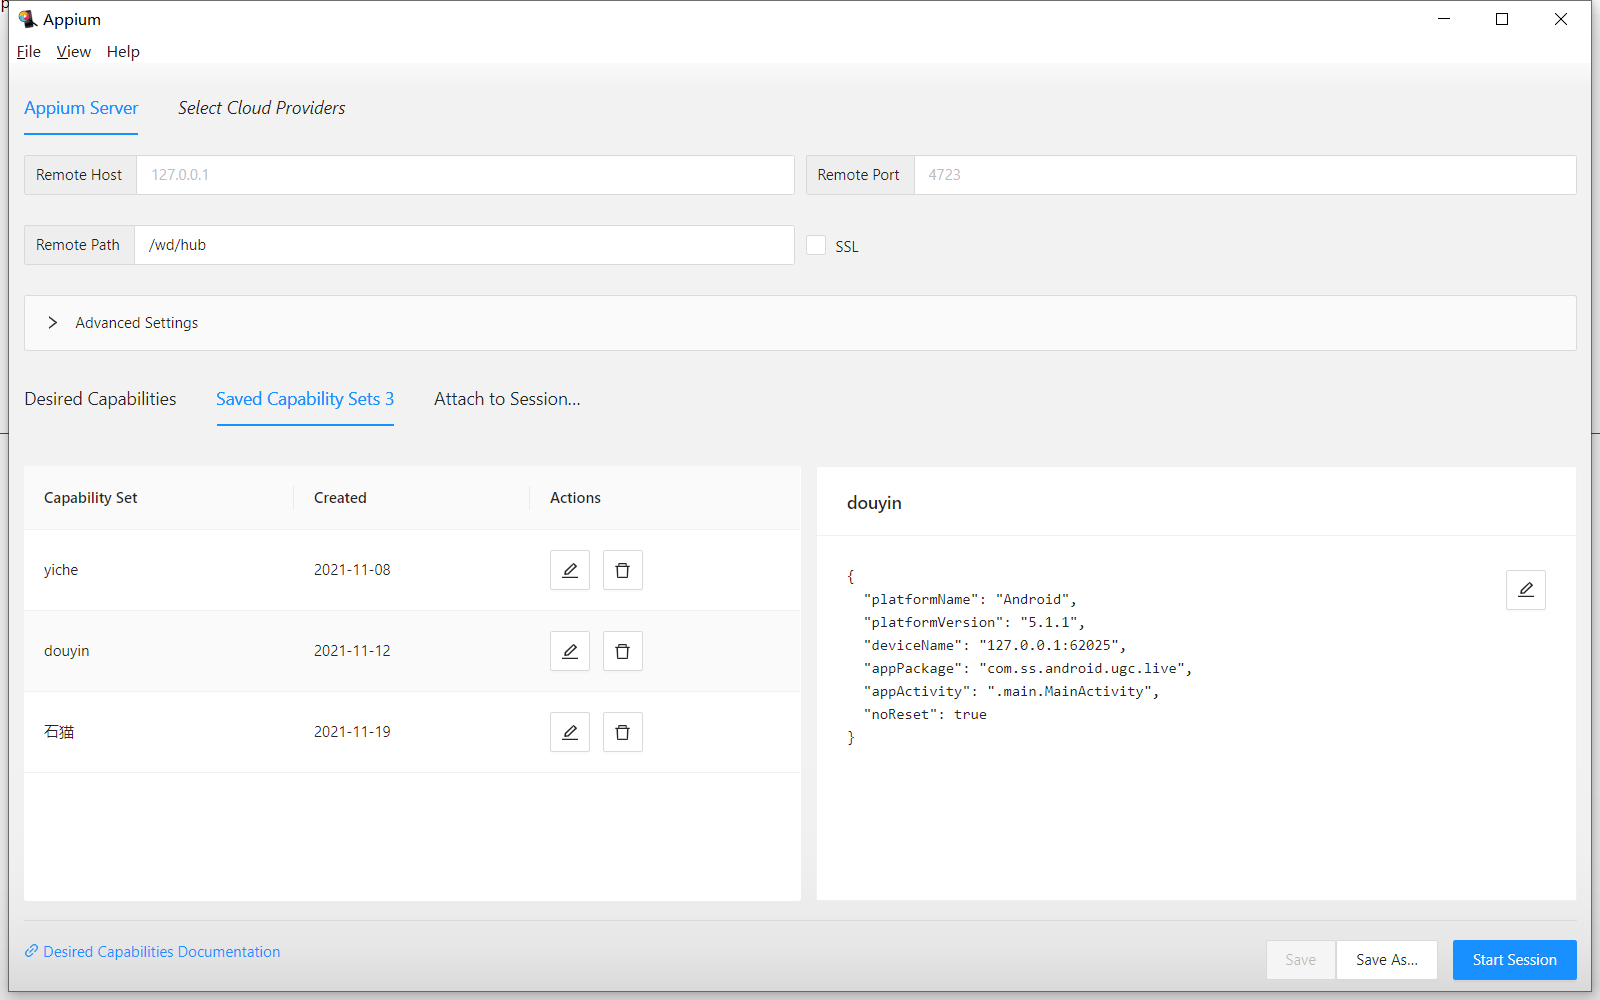 p
Appium
File View Help
Appium Server Select Cloud Providers
Remote Host 127.0.0.1 Remote Port 4723
Remote Path /wd/hub SSL
Advanced Settings
Desired Capabilities Saved Capability Sets 3 Attach to Session...
Capability Set Created Actions
yiche 2021-11-08
douyin 2021-11-12
石猫 2021-11-19
douyin
{
"platformName": "Android",
"platformVersion": "5.1.1",
"deviceName": "127.0.0.1:62025",
"appPackage": "com.ss.android.ugc.live",
"appActivity": ".main.MainActivity",
"noReset": true
}
Desired Capabilities Documentation
Save Save As... Start Session